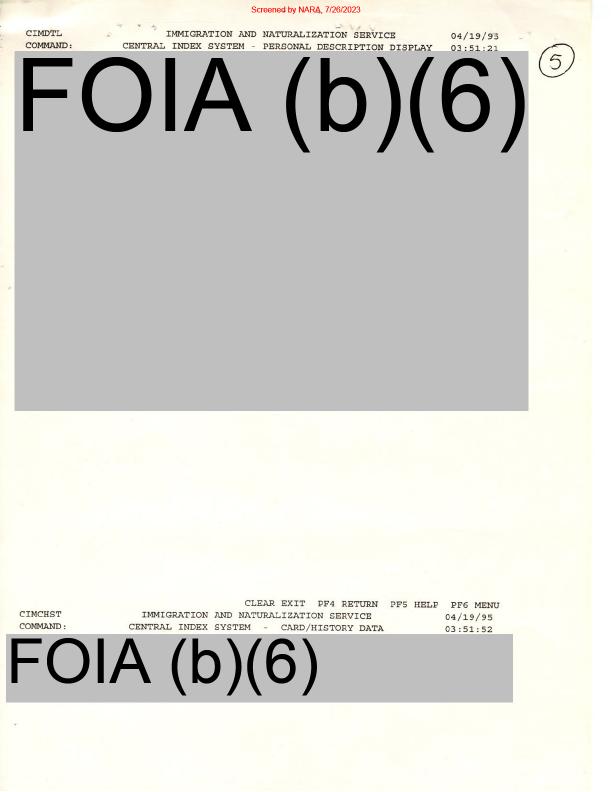 Screened by NARA, 7/26/2023
CIMDTL IMMIGRATION AND NATURALIZATION SERVICE 04/19/93
COMMAND: CENTRAL INDEX SYSTEM - PERSONAL DESCRIPTION DISPLAY 03:51:21
5
FOIA (b)(6)
CLEAR EXIT PF4 RETURN PF5 HELP PF6 MENU
CIMCHST IMMIGRATION AND NATURALIZATION SERVICE 04/19/95
COMMAND: CENTRAL INDEX SYSTEM - CARD/HISTORY DATA 03:51:52
FOIA (b)(6)